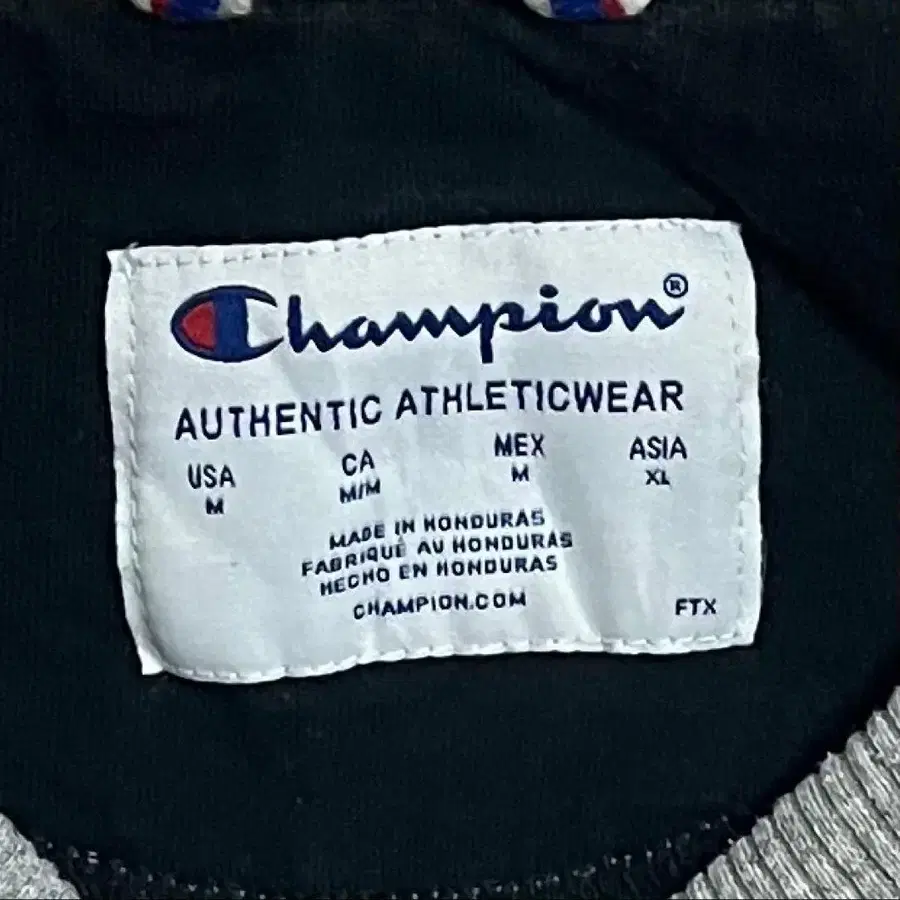 Champion®
AUTHENTIC ATHLETICWEAR
USA CA MEX ASIA
M M/M M XL
MADE IN HONDURAS
FABRIQUÉ AU HONDURAS
HECHO EN HONDURAS
CHAMPION.COM
FTX